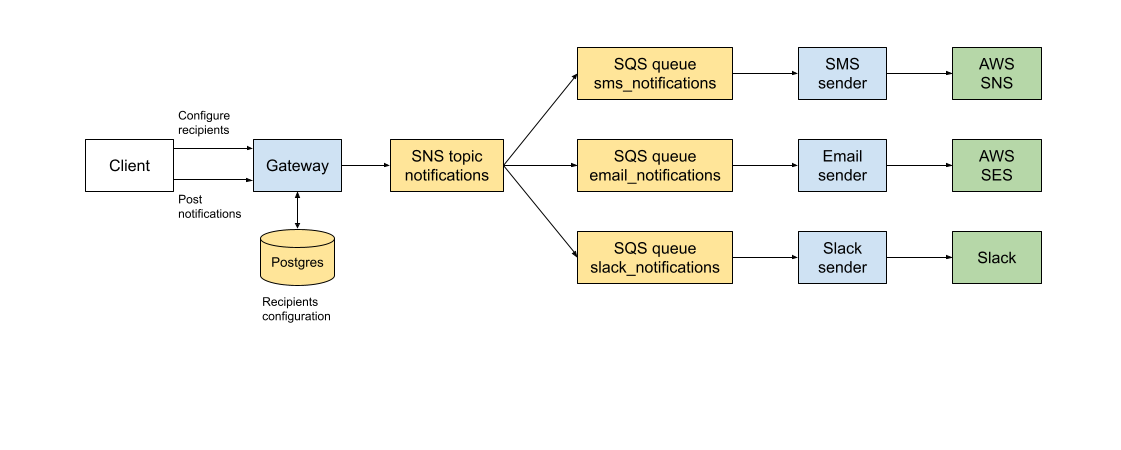 Configure
recipients
Client
Post
notifications
Gateway
Postgres
Recipients
configuration
SNS topic
notifications
SQS queue
sms_notifications
SMS
sender
AWS
SNS
SQS queue
email_notifications
Email
sender
AWS
SES
SQS queue
slack_notifications
Slack
sender
Slack